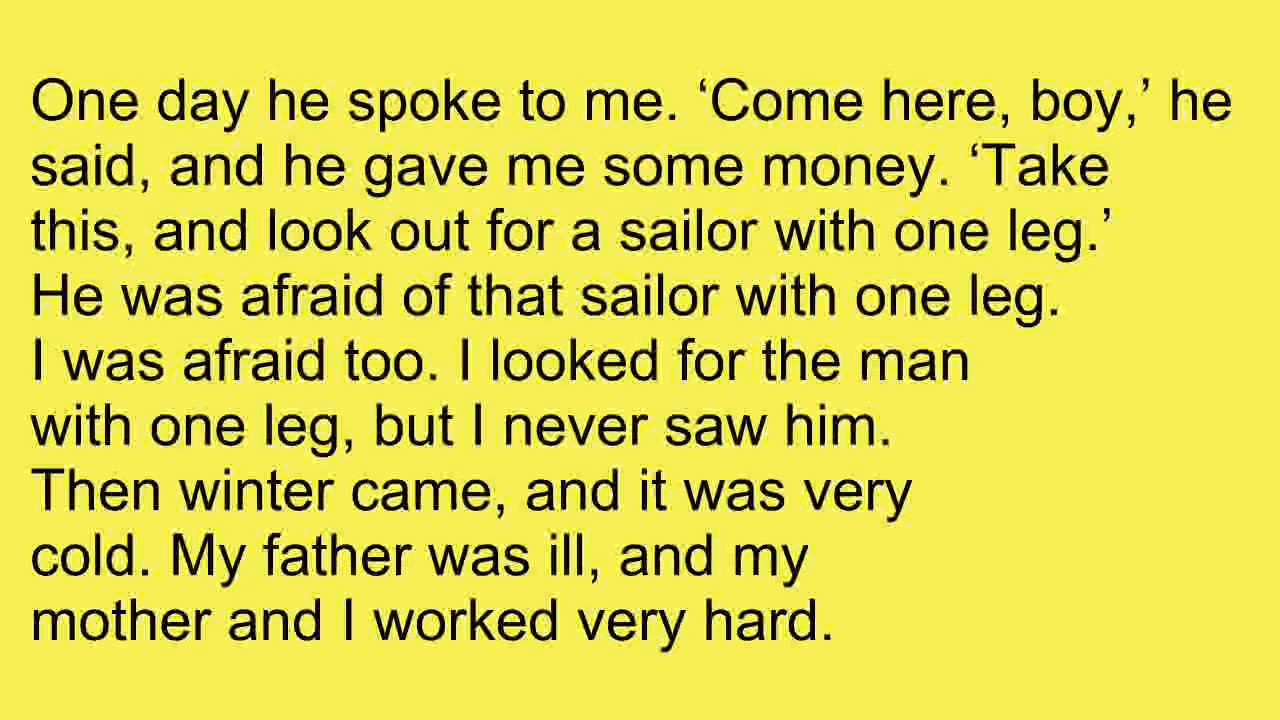 One day he spoke to me. ‘Come here, boy,’ he
said, and he gave me some money. ‘Take
this, and look out for a sailor with one leg.’
He was afraid of that sailor with one leg.
I was afraid too. I looked for the man
with one leg, but I never saw him.
Then winter came, and it was very
cold. My father was ill, and my
mother and I worked very hard.